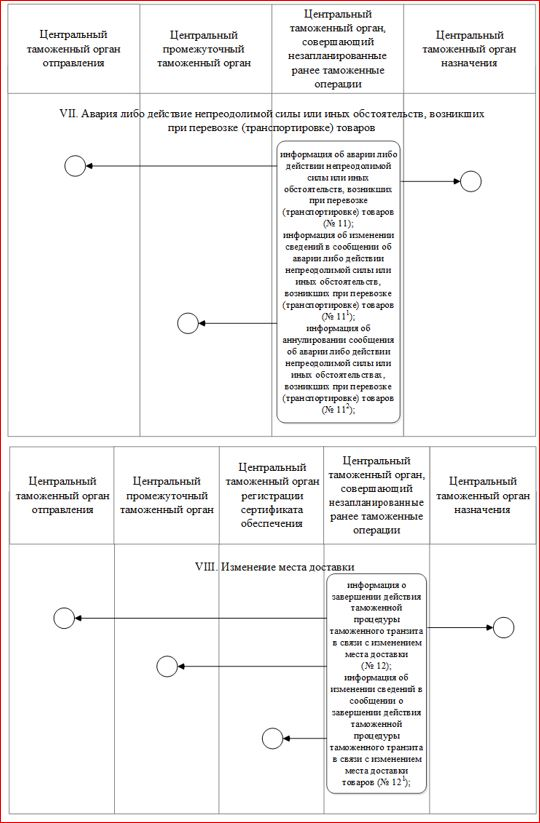 Центральный
таможенный орган
отправления
Центральный
промежуточный
таможенный орган
Центральный
таможенный орган,
совершающий
незапланированные
ранее таможенные
операции
Центральный
таможенный орган
назначения
VII. Авария либо действие непреодолимой силы или иных обстоятельств, возникших
при перевозке (транспортировке) товаров
информация об аварии либо
действии непреодолимой
силы или иных
обстоятельств, возникших
при перевозке
(транспортировке) товаров
(№ 11);
информация об изменении
сведений в сообщении об
аварии либо действии
непреодолимой силы или
иных обстоятельств,
возникших при перевозке
(транспортировке) товаров
(№ 11¹);
информация об
аннулировании сообщения
об аварии либо действии
непреодолимой силы или
иных обстоятельствах,
возникших при перевозке
(транспортировке) товаров
(№ 11²);
Центральный
таможенный орган
отправления
Центральный
промежуточный
таможенный орган
Центральный
таможенный орган
регистрации
сертификата
обеспечения
Центральный
таможенный орган,
совершающий
незапланированные
ранее таможенные
операции
Центральный
таможенный орган
назначения
VIII. Изменение места доставки
информация о
завершении действия
таможенной
процедуры
таможенного транзита
в связи с изменением
места доставки
(№ 12);
информация об
изменении сведений в
сообщении о
завершении действия
таможенной
процедуры
таможенного транзита
в связи с изменением
места доставки
товаров (№ 12¹);